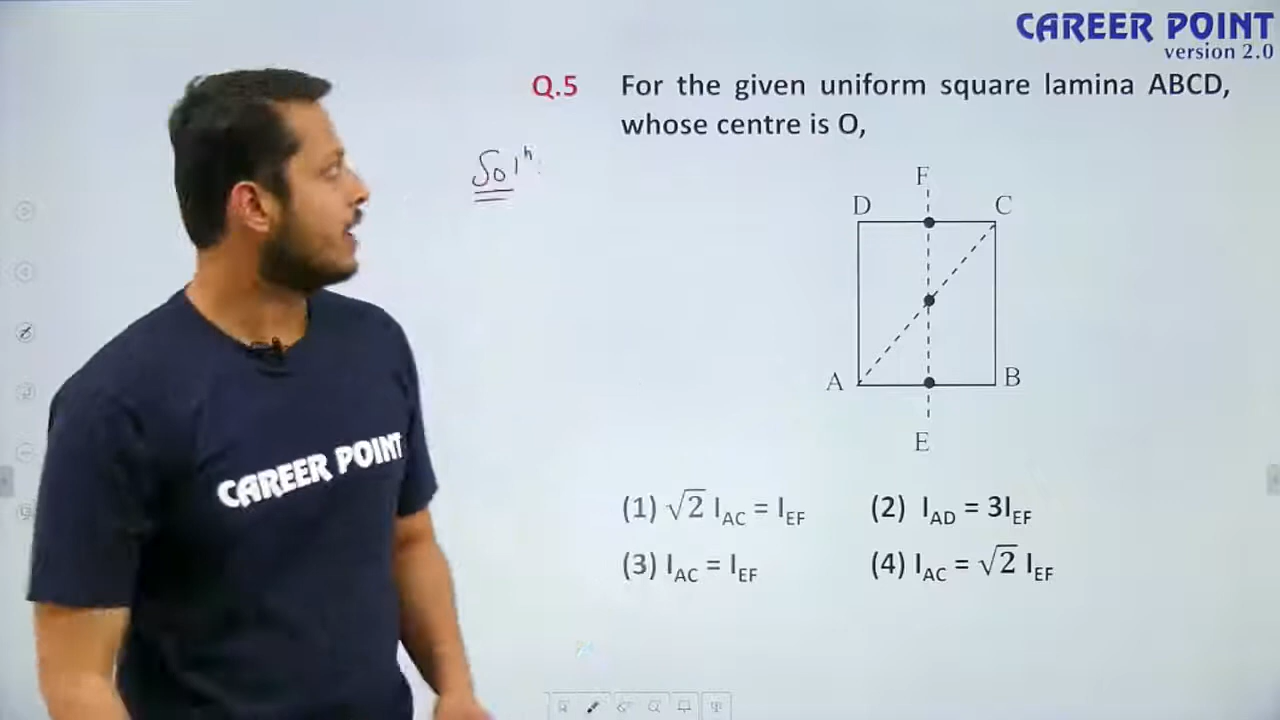 CAREER POINT
version 2.0
Q.5 For the given uniform square lamina ABCD,
whose centre is O,
Solⁿ:
F
D C
A B
E
(1) √2 I_AC = I_EF (2) I_AD = 3I_EF
(3) I_AC = I_EF (4) I_AC = √2 I_EF
CAREER POINT